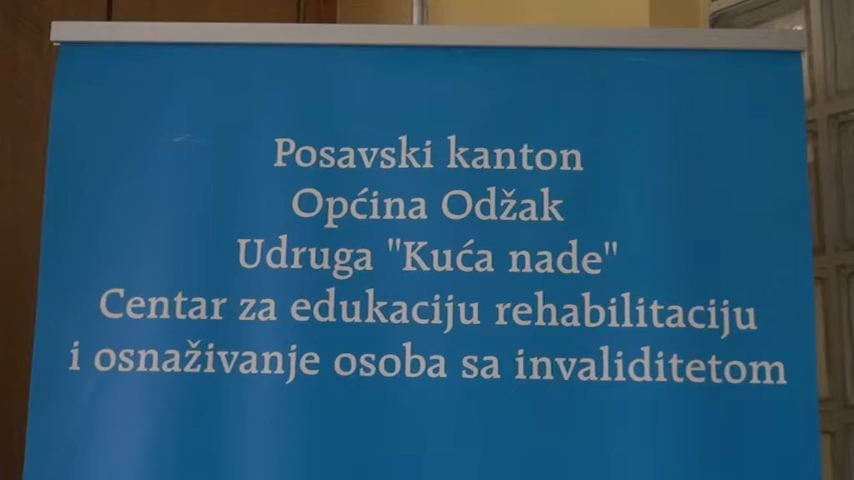 Posavski kanton
Općina Odžak
Udruga "Kuća nade"
Centar za edukaciju rehabilitaciju
i osnaživanje osoba sa invaliditetom